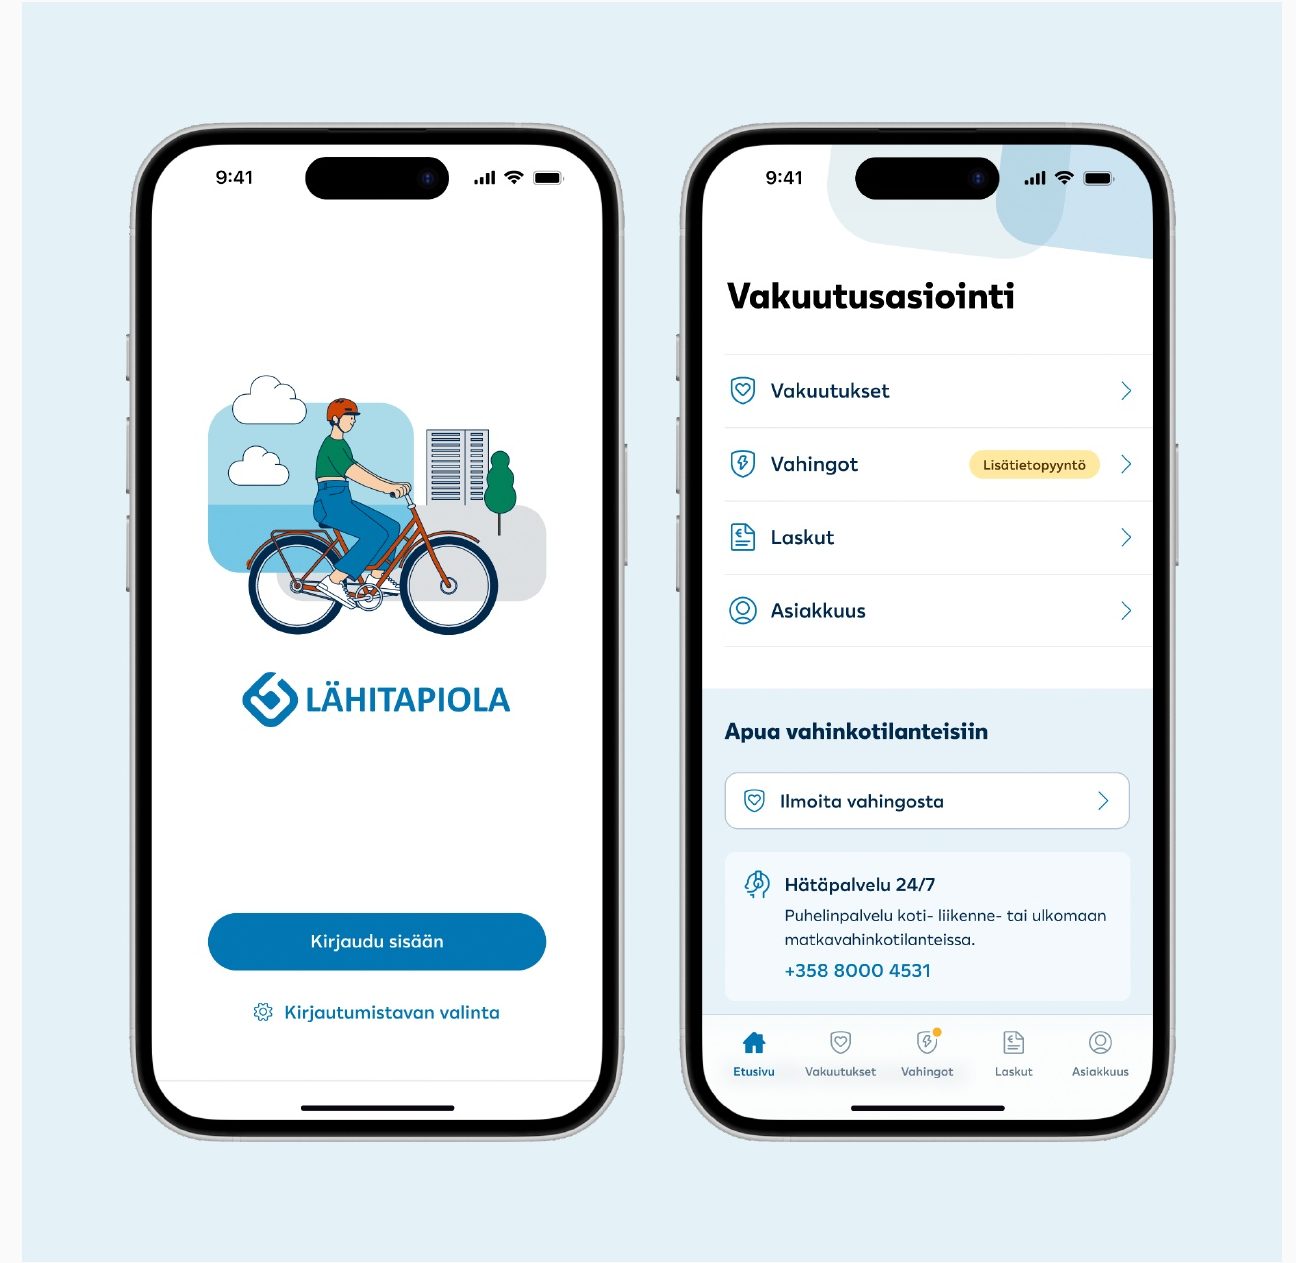 9:41
LÄHITAPIOLA
Kirjaudu sisään
Kirjautumistavan valinta
9:41
Vakuutusasiointi
Vakuutukset
Vahingot
Lisätietopyyntö
Laskut
Asiakkuus
Apua vahinkotilanteisiin
Ilmoita vahingosta
Hätäpalvelu 24/7
Puhelinpalvelu koti- liikenne- tai ulkomaan
matkavahinkotilanteissa.
+358 8000 4531
Etusivu
Vakuutukset
Vahingot
Laskut
Asiakkuus